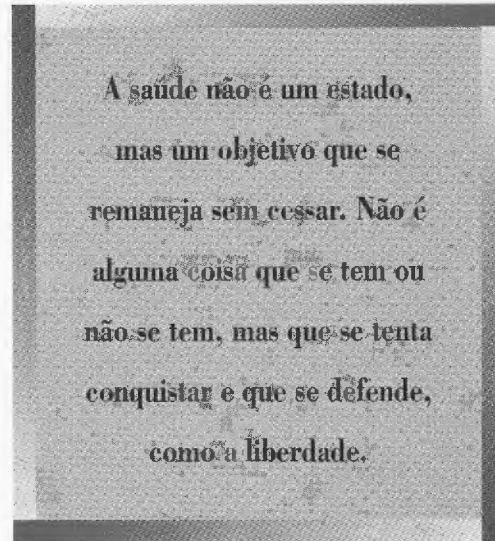 A saúde não é um estado,
mas um objetivo que se
remaneja sem cessar. Não é
alguma coisa que se tem ou
não se tem, mas que se tenta
conquistar e que se defende,
como a liberdade.